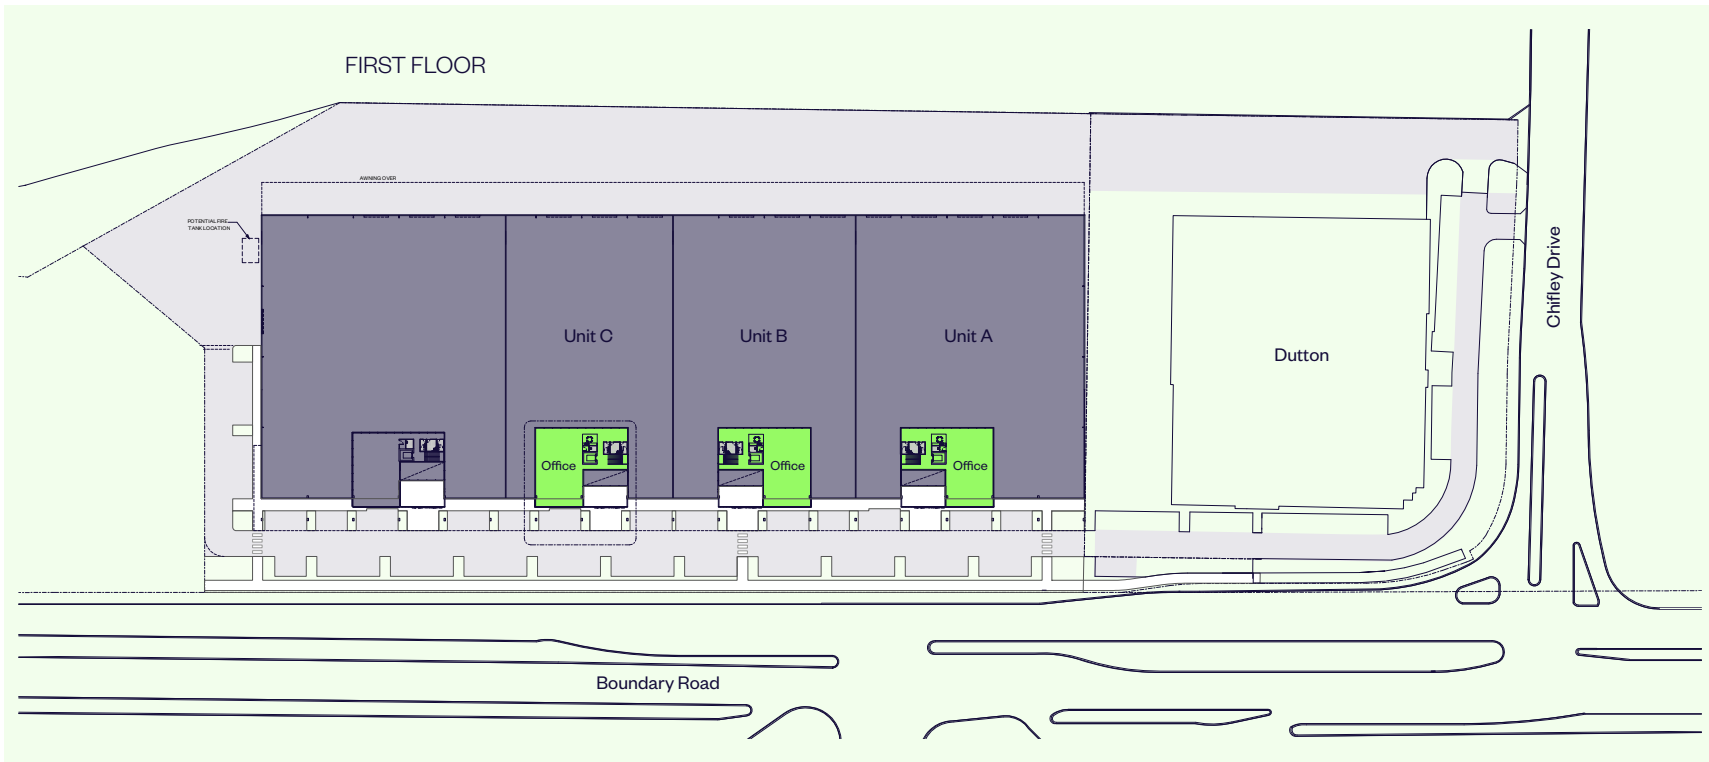 FIRST FLOOR
AWNING OVER
POTENTIAL FIRE
TANK LOCATION
Unit C
Unit B
Unit A
Dutton
Chifley Drive
Office
Office
Office
Boundary Road